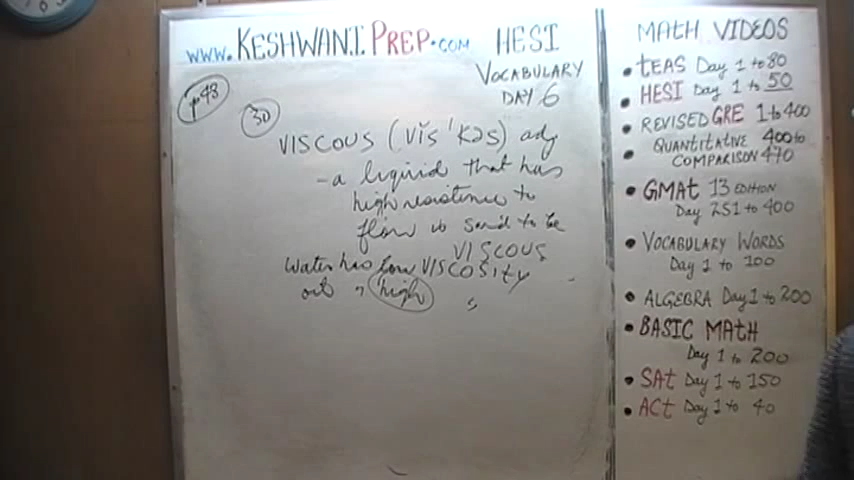 www.KESHWANIPREP.COM HESI
VOCABULARY
DAY 6
p48
30
VISCOUS (Vĭs'kəs) adj
- a liquid that has
high resistence to
flow is said to be
VISCOUS
Water has low VISCOSITY
oil " high "
MATH VIDEOS
• tEAS Day 1 to 80
• HESI Day 1 to 50
• REVISED GRE 1 to 400
• QUANTITATIVE 400 to
COMPARISON 470
• GMAt 13 EDITION
Day 251 to 400
• VOCABULARY WORDS
Day 1 to 100
• ALGEBRA Day 1 to 200
• BASIC MATH
Day 1 to 200
• SAt Day 1 to 150
• ACt Day 1 to 40